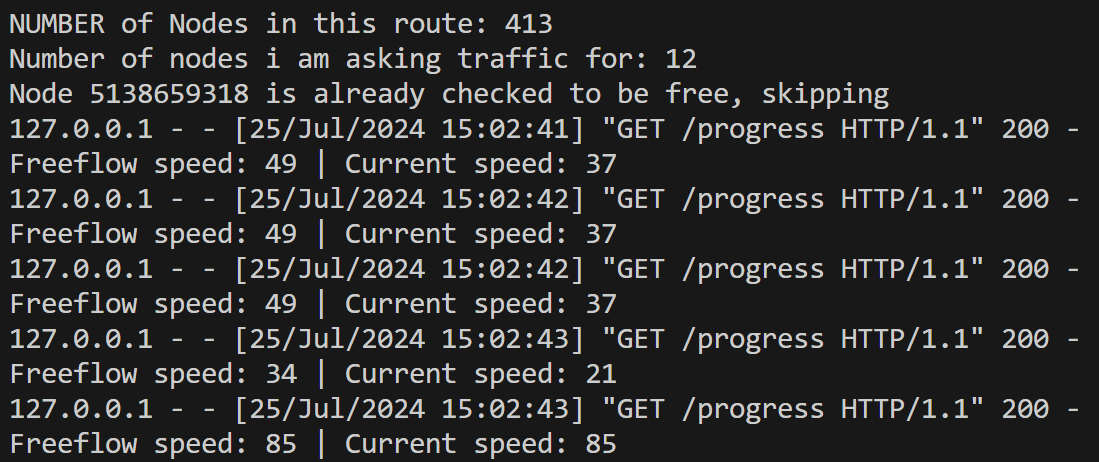 NUMBER of Nodes in this route: 413
Number of nodes i am asking traffic for: 12
Node 5138659318 is already checked to be free, skipping
127.0.0.1 - - [25/Jul/2024 15:02:41] "GET /progress HTTP/1.1" 200 -
Freeflow speed: 49 | Current speed: 37
127.0.0.1 - - [25/Jul/2024 15:02:42] "GET /progress HTTP/1.1" 200 -
Freeflow speed: 49 | Current speed: 37
127.0.0.1 - - [25/Jul/2024 15:02:42] "GET /progress HTTP/1.1" 200 -
Freeflow speed: 49 | Current speed: 37
127.0.0.1 - - [25/Jul/2024 15:02:43] "GET /progress HTTP/1.1" 200 -
Freeflow speed: 34 | Current speed: 21
127.0.0.1 - - [25/Jul/2024 15:02:43] "GET /progress HTTP/1.1" 200 -
Freeflow speed: 85 | Current speed: 85